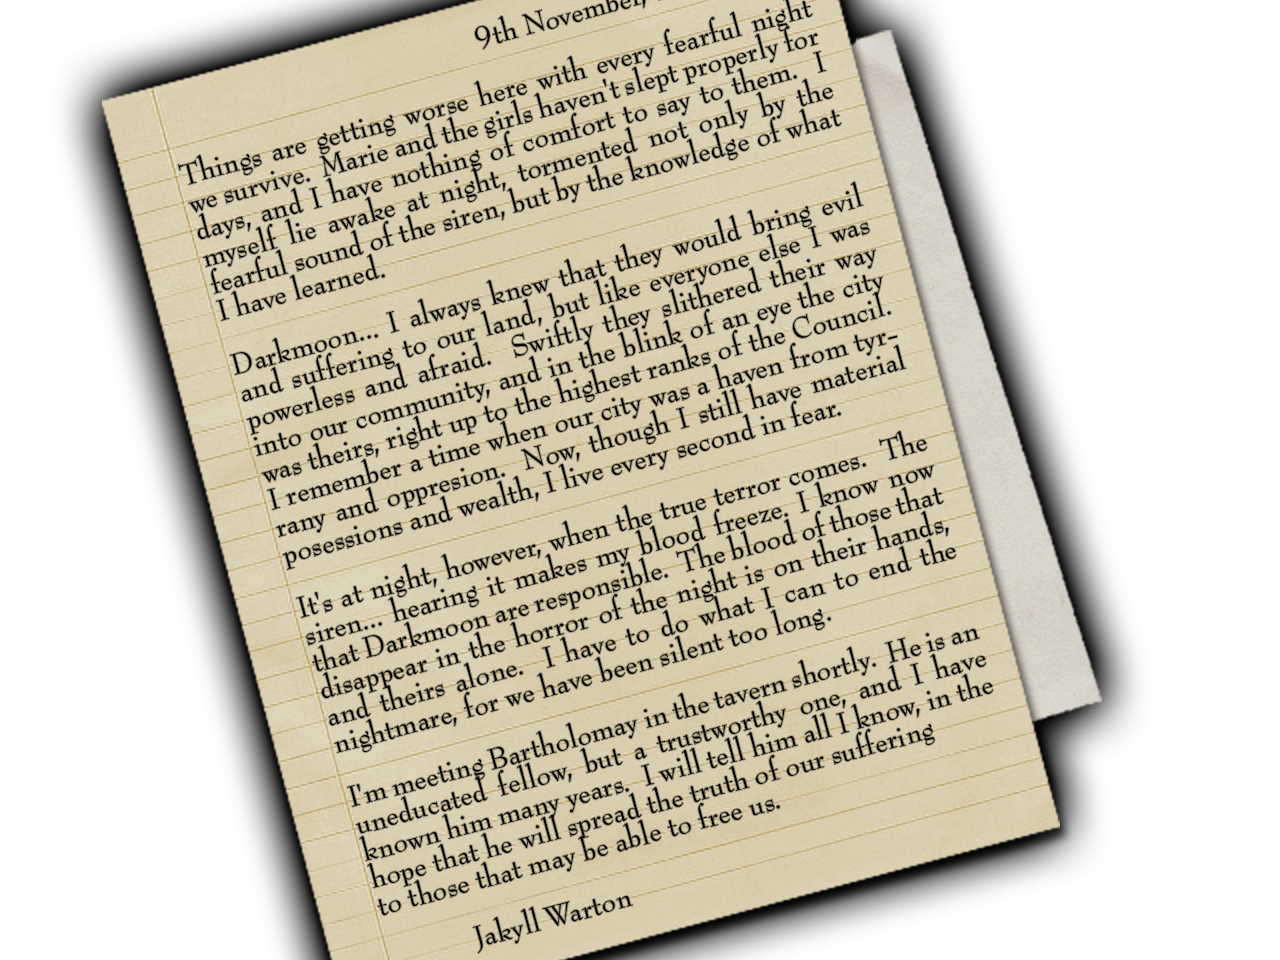 9th November,
Things are getting worse here with every fearful night
we survive. Marie and the girls haven't slept properly for
days, and I have nothing of comfort to say to them. I
myself lie awake at night, tormented not only by the
fearful sound of the siren, but by the knowledge of what
I have learned.
Darkmoon... I always knew that they would bring evil
and suffering to our land, but like everyone else I was
powerless and afraid. Swiftly they slithered their way
into our community, and in the blink of an eye the city
was theirs, right up to the highest ranks of the Council.
I remember a time when our city was a haven from tyr-
rany and oppresion. Now, though I still have material
posessions and wealth, I live every second in fear.
It's at night, however, when the true terror comes. The
siren... hearing it makes my blood freeze. I know now
that Darkmoon are responsible. The blood of those that
disappear in the horror of the night is on their hands,
and theirs alone. I have to do what I can to end the
nightmare, for we have been silent too long.
I'm meeting Bartholomay in the tavern shortly. He is an
uneducated fellow, but a trustworthy one, and I have
known him many years. I will tell him all I know, in the
hope that he will spread the truth of our suffering
to those that may be able to free us.
Jakyll Warton